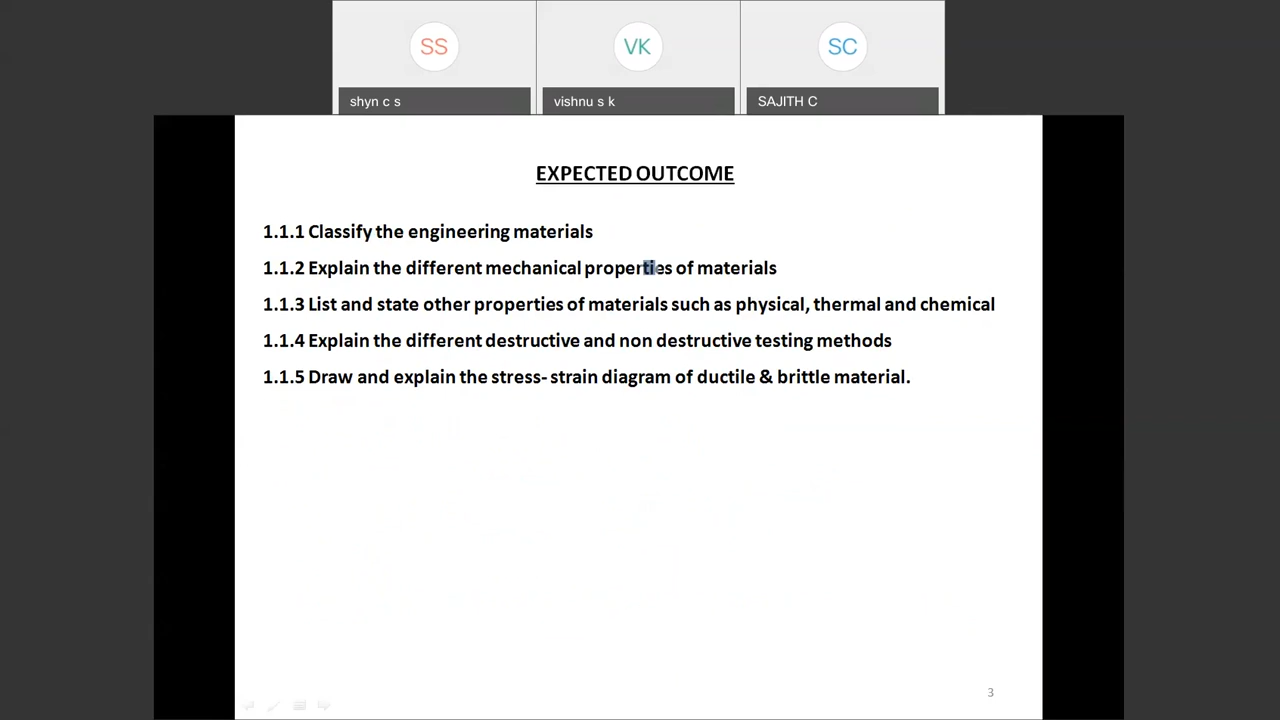 SS VK SC
shyn c s vishnu s k SAJITH C
EXPECTED OUTCOME
1.1.1 Classify the engineering materials
1.1.2 Explain the different mechanical properties of materials
1.1.3 List and state other properties of materials such as physical, thermal and chemical
1.1.4 Explain the different destructive and non destructive testing methods
1.1.5 Draw and explain the stress- strain diagram of ductile & brittle material.
3